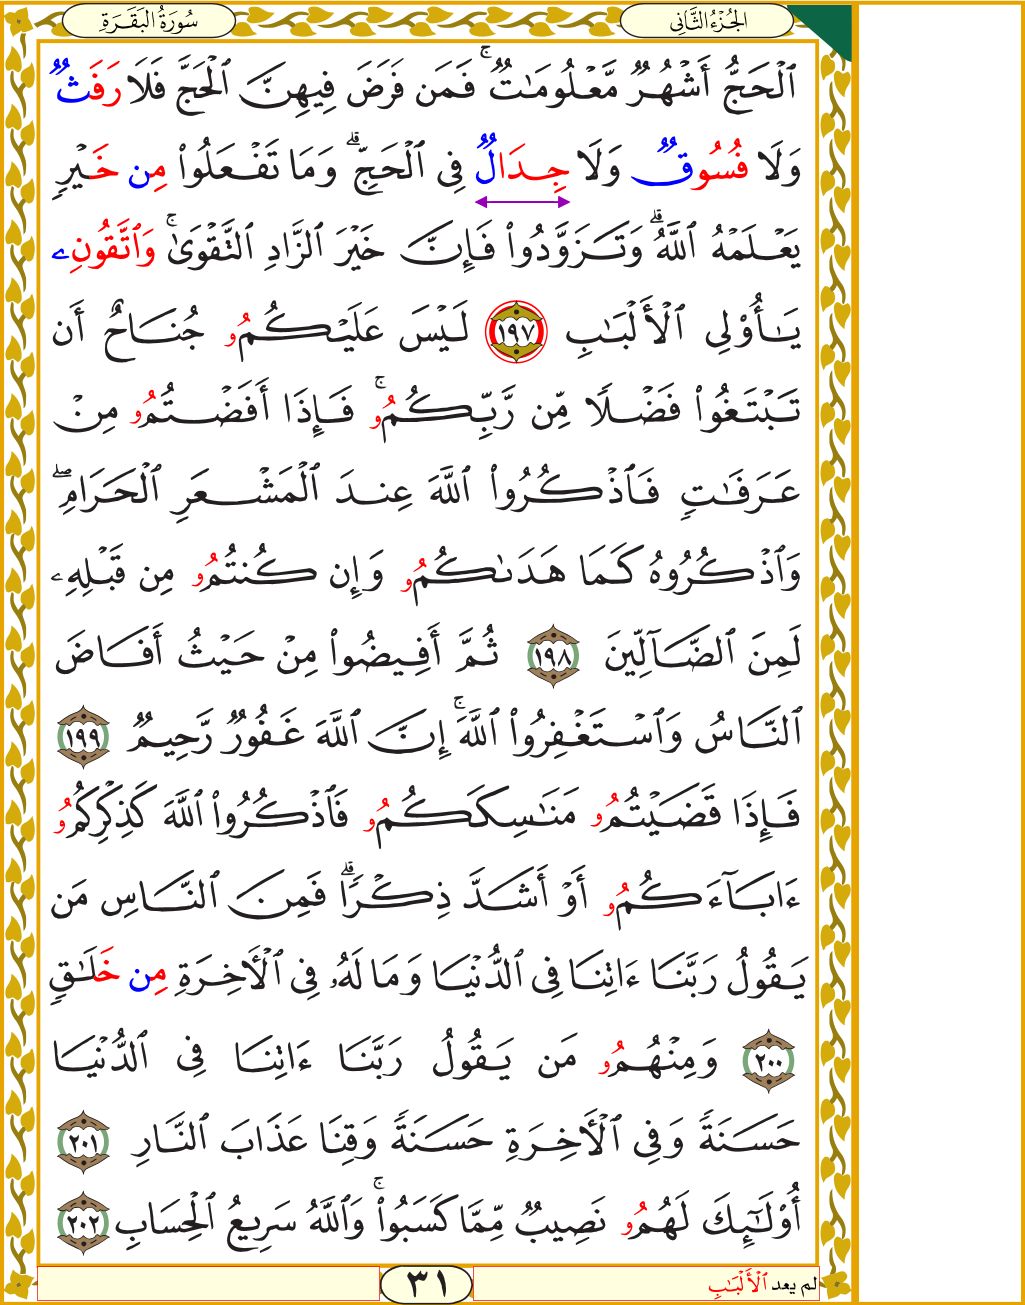 الجُزْءُ الثَّانِي
سُورَةُ البَقَرَةِ
ٱلْحَجُّ أَشْهُرٌ مَّعْلُومَٰتٌ ۚ فَمَن فَرَضَ فِيهِنَّ ٱلْحَجَّ فَلَا رَفَثٌ
وَلَا فُسُوقٌ وَلَا جِدَالٌ فِى ٱلْحَجِّ ۗ وَمَا تَفْعَلُوا۟ مِن خَيْرٍ
يَعْلَمْهُ ٱللَّهُ ۗ وَتَزَوَّدُوا۟ فَإِنَّ خَيْرَ ٱلزَّادِ ٱلتَّقْوَىٰ ۚ وَٱتَّقُونِۦ
يَٰٓأُو۟لِى ٱلْأَلْبَٰبِ ١٩٧ لَيْسَ عَلَيْكُمُۥ جُنَاحٌ أَن
تَبْتَغُوا۟ فَضْلًا مِّن رَّبِّكُمُۥ ۚ فَإِذَا أَفَضْتُمُۥ مِنْ
عَرَفَٰتٍ فَٱذْكُرُوا۟ ٱللَّهَ عِندَ ٱلْمَشْعَرِ ٱلْحَرَامِ ۖ
وَٱذْكُرُوهُ كَمَا هَدَىٰكُمُۥ وَإِن كُنتُمُۥ مِن قَبْلِهِۦ
لَمِنَ ٱلضَّآلِّينَ ١٩٨ ثُمَّ أَفِيضُوا۟ مِنْ حَيْثُ أَفَاضَ
ٱلنَّاسُ وَٱسْتَغْفِرُوا۟ ٱللَّهَ ۚ إِنَّ ٱللَّهَ غَفُورٌ رَّحِيمٌ ١٩٩
فَإِذَا قَضَيْتُمُۥ مَنَٰسِكَكُمُۥ فَٱذْكُرُوا۟ ٱللَّهَ كَذِكْرِكُمُۥ
ءَابَآءَكُمُۥ أَوْ أَشَدَّ ذِكْرًا ۗ فَمِنَ ٱلنَّاسِ مَن
يَقُولُ رَبَّنَا ءَاتِنَا فِى ٱلدُّنْيَا وَمَا لَهُۥ فِى ٱلْأَخِرَةِ مِن خَلَٰقٍ
٢٠٠ وَمِنْهُمُۥ مَن يَقُولُ رَبَّنَا ءَاتِنَا فِى ٱلدُّنْيَا
حَسَنَةً وَفِى ٱلْأَخِرَةِ حَسَنَةً وَقِنَا عَذَابَ ٱلنَّارِ ٢٠١
أُو۟لَٰٓئِكَ لَهُمُۥ نَصِيبٌ مِّمَّا كَسَبُوا۟ ۚ وَٱللَّهُ سَرِيعُ ٱلْحِسَابِ ٢٠٢
لم يعد ٱلْأَلْبَٰبِ
٣١